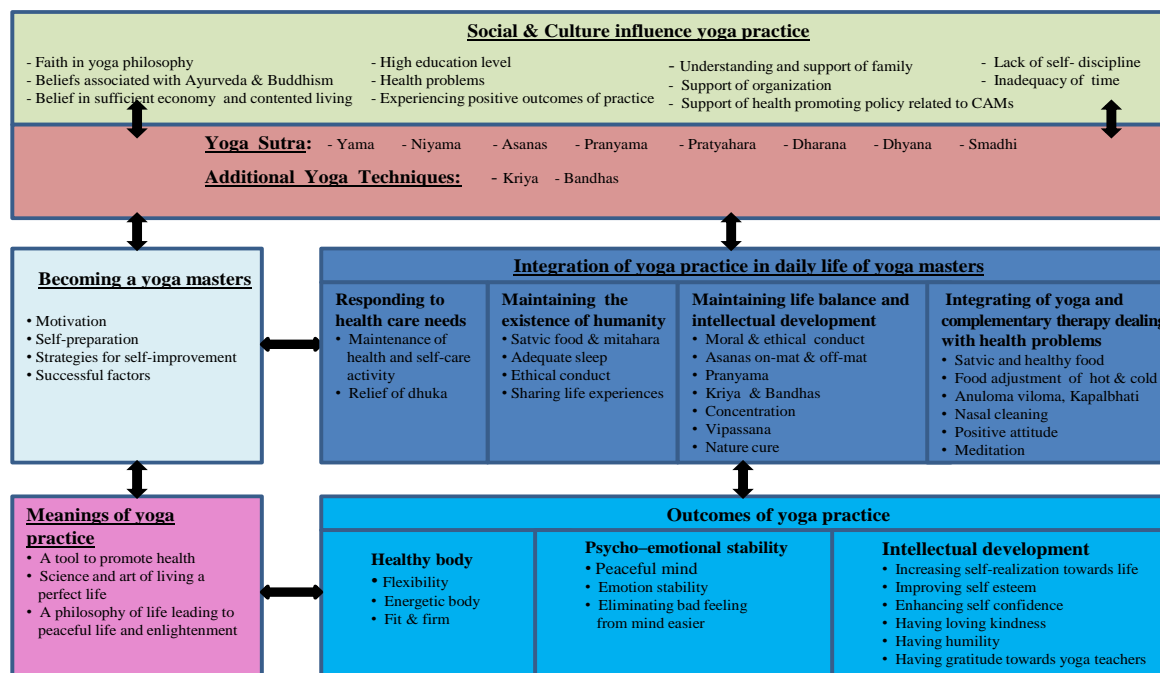 Social & Culture influence yoga practice
- Faith in yoga philosophy
- Beliefs associated with Ayurveda & Buddhism
- Belief in sufficient economy and contented living
- High education level
- Health problems
- Experiencing positive outcomes of practice
- Understanding and support of family
- Support of organization
- Support of health promoting policy related to CAMs
- Lack of self- discipline
- Inadequacy of time
Yoga Sutra: - Yama - Niyama - Asanas - Pranyama - Pratyahara - Dharana - Dhyana - Smadhi
Additional Yoga Techniques: - Kriya - Bandhas
Becoming a yoga masters
• Motivation
• Self-preparation
• Strategies for self-improvement
• Successful factors
Integration of yoga practice in daily life of yoga masters
Responding to
health care needs
• Maintenance of
health and self-care
activity
• Relief of dhuka
Maintaining the
existence of humanity
• Satvic food & mitahara
• Adequate sleep
• Ethical conduct
• Sharing life experiences
Maintaining life balance and
intellectual development
• Moral & ethical conduct
• Asanas on-mat & off-mat
• Pranyama
• Kriya & Bandhas
• Concentration
• Vipassana
• Nature cure
Integrating of yoga and
complementary therapy dealing
with health problems
• Satvic and healthy food
• Food adjustment of hot & cold
• Anuloma viloma, Kapalbhati
• Nasal cleaning
• Positive attitude
• Meditation
Meanings of yoga
practice
• A tool to promote health
• Science and art of living a
perfect life
• A philosophy of life leading to
peaceful life and enlightenment
Outcomes of yoga practice
Healthy body
• Flexibility
• Energetic body
• Fit & firm
Psycho–emotional stability
• Peaceful mind
• Emotion stability
• Eliminating bad feeling
from mind easier
Intellectual development
• Increasing self-realization towards life
• Improving self esteem
• Enhancing self confidence
• Having loving kindness
• Having humility
• Having gratitude towards yoga teachers